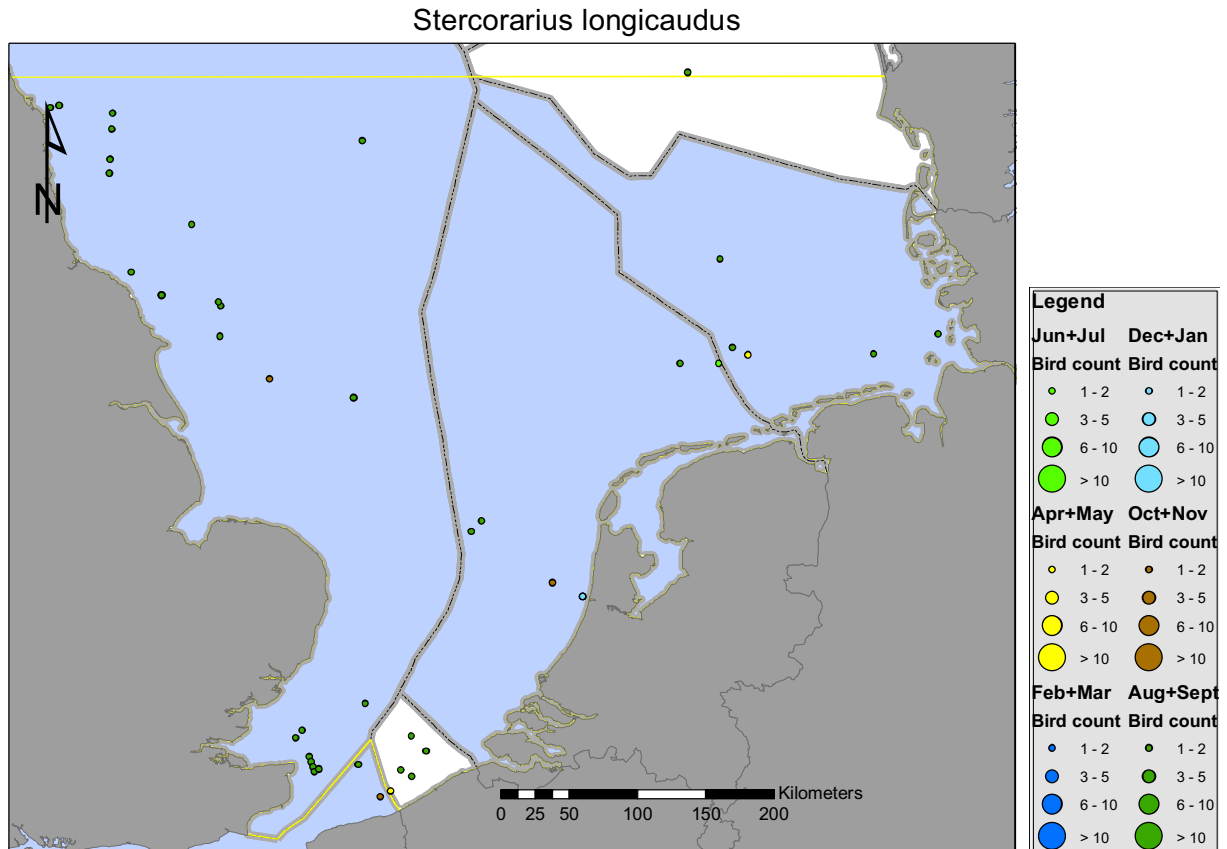 Stercorarius longicaudus
N
Kilometers
0 25 50 100 150 200
Legend
Jun+Jul Dec+Jan
Bird count Bird count
1 - 2 1 - 2
3 - 5 3 - 5
6 - 10 6 - 10
> 10 > 10
Apr+May Oct+Nov
Bird count Bird count
1 - 2 1 - 2
3 - 5 3 - 5
6 - 10 6 - 10
> 10 > 10
Feb+Mar Aug+Sept
Bird count Bird count
1 - 2 1 - 2
3 - 5 3 - 5
6 - 10 6 - 10
> 10 > 10